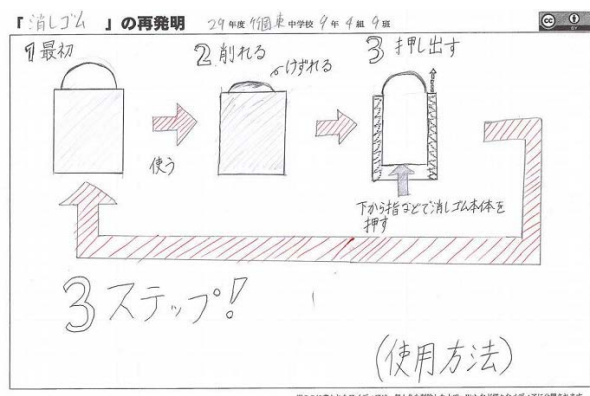 「消しゴム」の再発明 29年度 中学校 9年 4組 9班
cc BY
1 最初
2 削れる
けずれる
3 押し出す
使う
下から指などで消しゴム本体を
押す
3ステップ!
(使用方法)